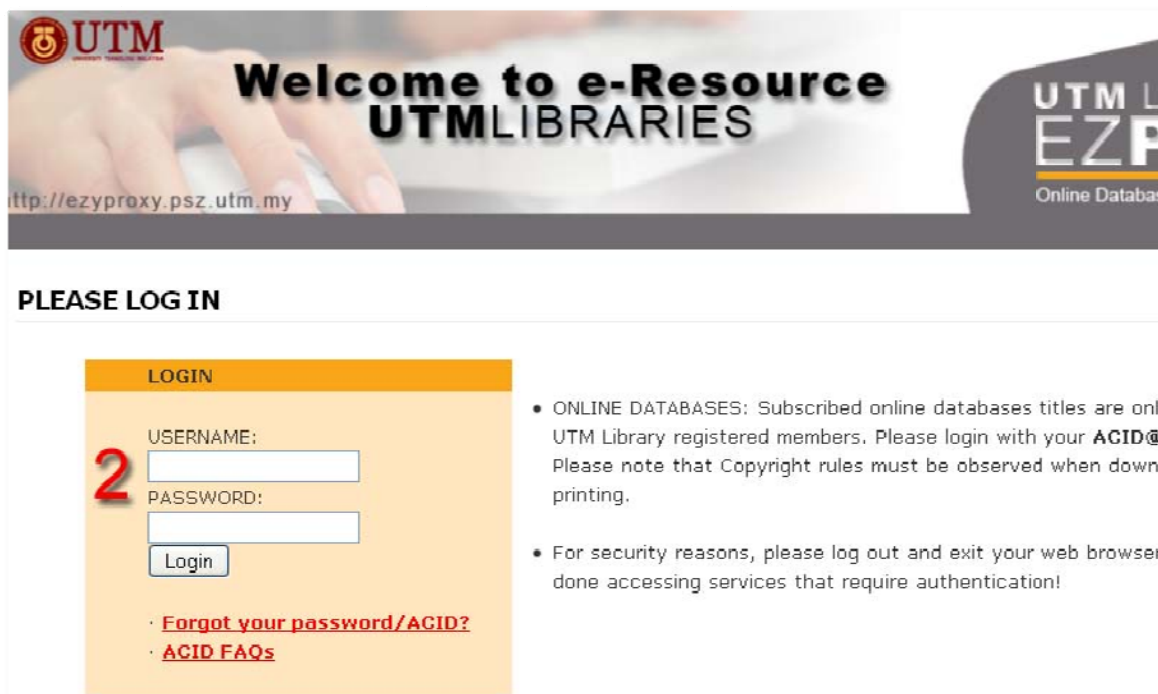 UTM
UNIVERSITI TEKNOLOGI MALAYSIA
Welcome to e-Resource
UTMLIBRARIES
ttp://ezyproxy.psz.utm.my
UTM L
EZP
Online Databas
PLEASE LOG IN
LOGIN
2
USERNAME:
PASSWORD:
Login
· Forgot your password/ACID?
· ACID FAQs
• ONLINE DATABASES: Subscribed online databases titles are onl
UTM Library registered members. Please login with your ACID@
Please note that Copyright rules must be observed when down
printing.
• For security reasons, please log out and exit your web browser
done accessing services that require authentication!